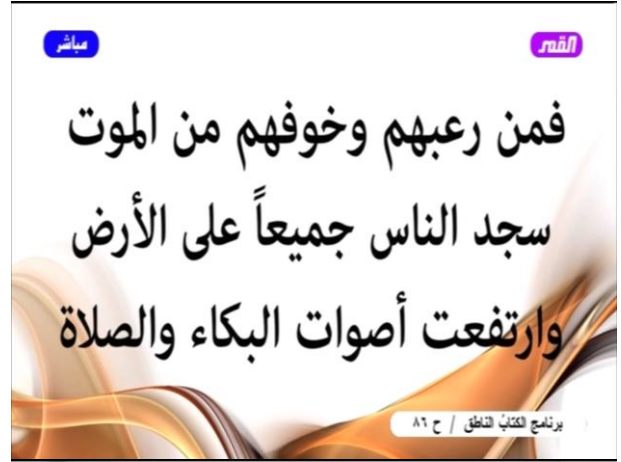 القمر
مباشر
فمن رعبهم وخوفهم من الموت
سجد الناس جميعاً على الأرض
وارتفعت أصوات البكاء والصلاة
برنامج الكتاب الناطق / ح ٨٦